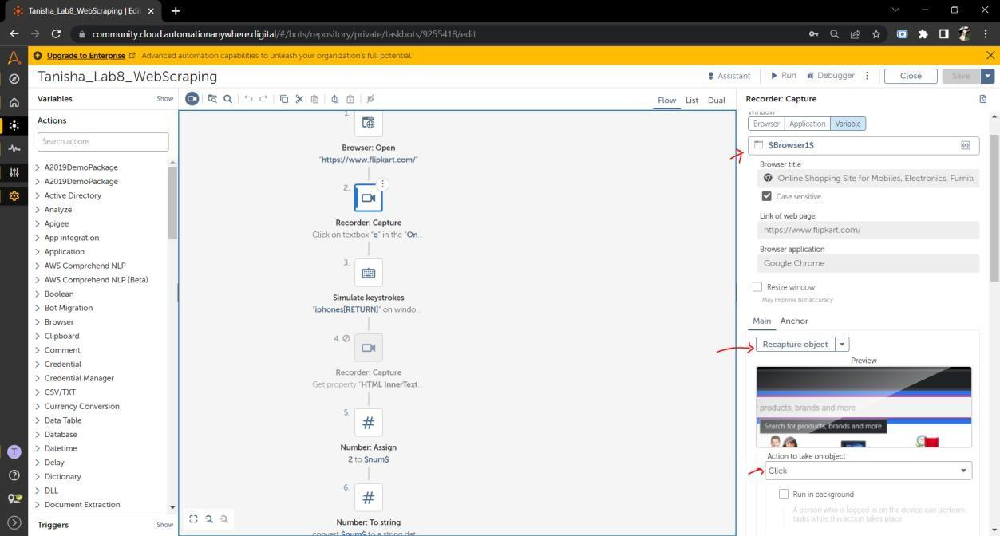 Tanisha_Lab8_WebScraping | Edit
community.cloud.automationanywhere.digital/#/bots/repository/private/taskbots/9255418/edit
Upgrade to Enterprise Advanced automation capabilities to unleash your organization's full potential.
Tanisha_Lab8_WebScraping
Assistant Run Debugger Close Save
Variables Show
Flow List Dual
Actions
Search actions
A2019DemoPackage
A2019DemoPackage
Active Directory
Analyze
Apigee
App integration
Application
AWS Comprehend NLP
AWS Comprehend NLP (Beta)
Boolean
Bot Migration
Browser
Clipboard
Comment
Credential
Credential Manager
CSV/TXT
Currency Conversion
Data Table
Database
Datetime
Delay
Dictionary
DLL
Document Extraction
Triggers Show
T
1.
Browser: Open
"https://www.flipkart.com/"
2.
Recorder: Capture
Click on textbox "q" in the "On...
3.
Simulate keystrokes
"iphones[RETURN]" on windo...
4.
Recorder: Capture
Get property "HTML InnerText...
5.
Number: Assign
2 to $num$
6.
Number: To string
convert $num$ to a string dat
Recorder: Capture
Window
Browser Application Variable
$Browser1$
Browser title
Online Shopping Site for Mobiles, Electronics, Furnitu
Case sensitive
Link of web page
https://www.flipkart.com/
Browser application
Google Chrome
Resize window
May improve bot accuracy
Main Anchor
Recapture object
Preview
products, brands and more
Search for products, brands and more
Action to take on object
Click
Run in background
A person who is logged in on the device can perform
tasks while this action takes place